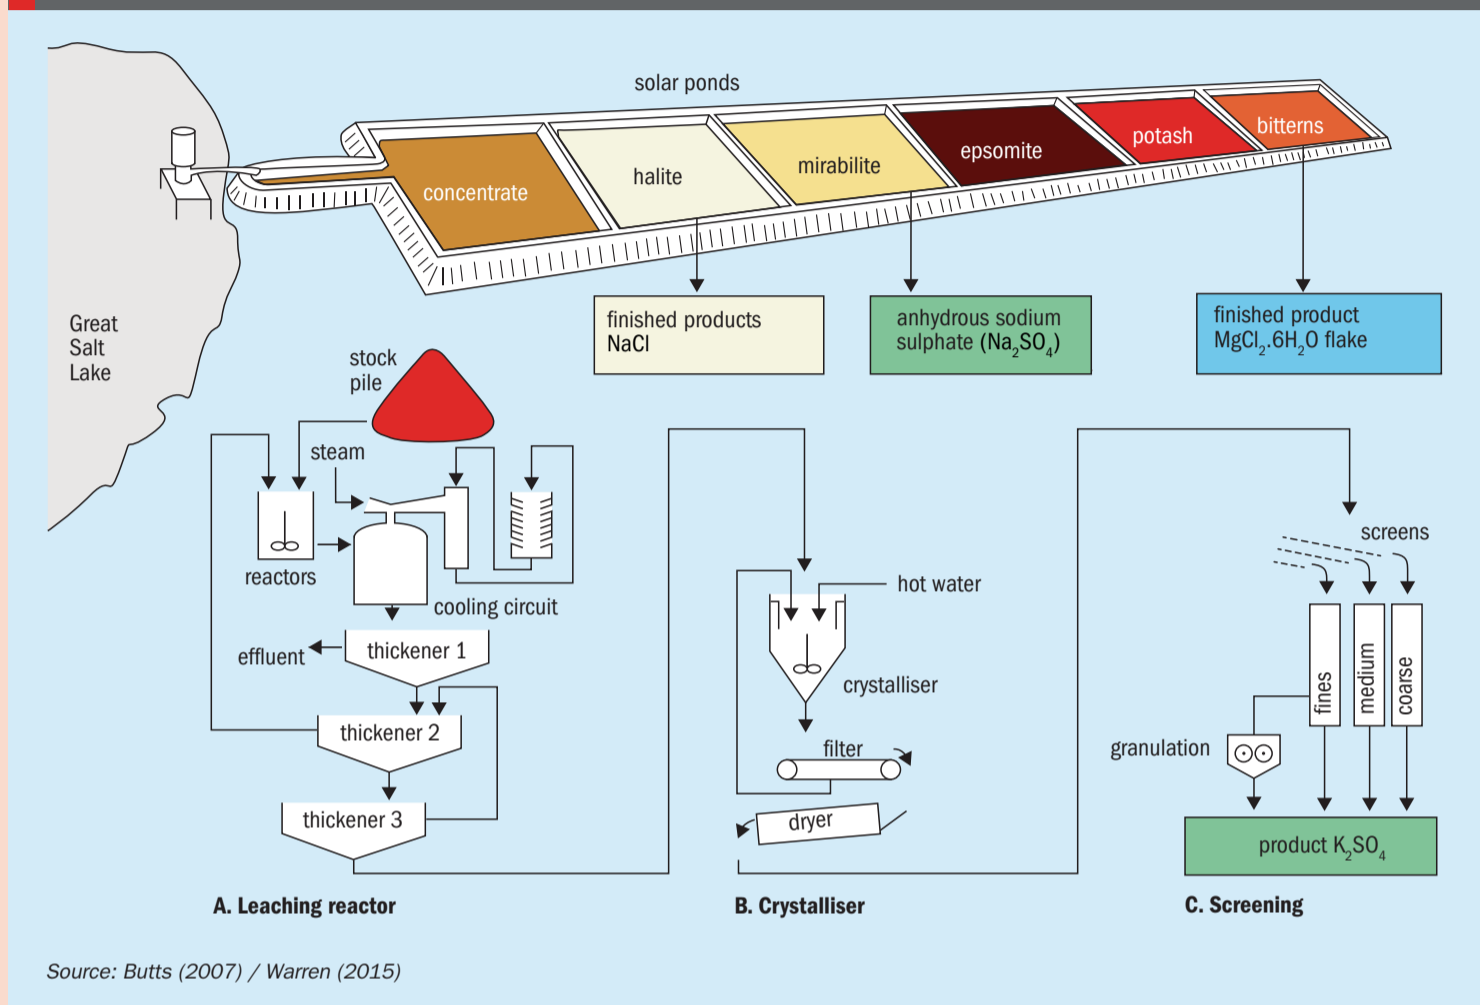 solar ponds
concentrate
halite
mirabilite
epsomite
potash
bitterns
Great
Salt
Lake
finished products
NaCl
anhydrous sodium
sulphate (Na₂SO₄)
finished product
MgCl₂.6H₂O flake
stock
pile
steam
reactors
cooling circuit
effluent
thickener 1
thickener 2
thickener 3
hot water
crystalliser
filter
dryer
screens
fines
medium
coarse
granulation
product K₂SO₄
A. Leaching reactor
B. Crystalliser
C. Screening
Source: Butts (2007) / Warren (2015)